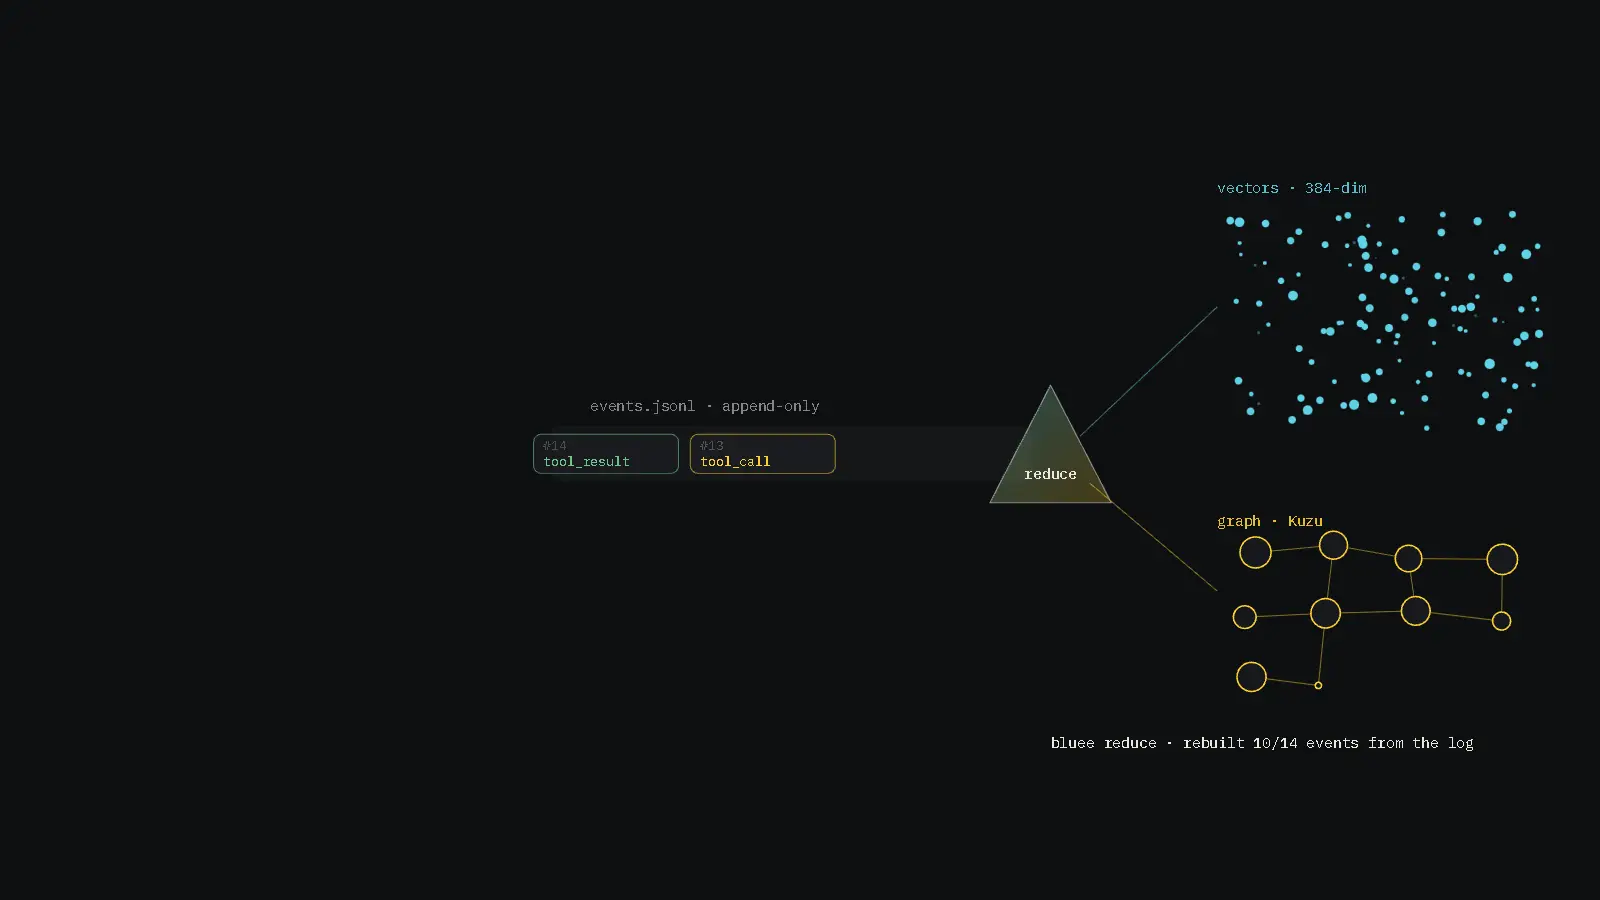 vectors · 384-dim
events.jsonl · append-only
#14
tool_result
#13
tool_call
reduce
graph · Kuzu
bluee reduce · rebuilt 10/14 events from the log